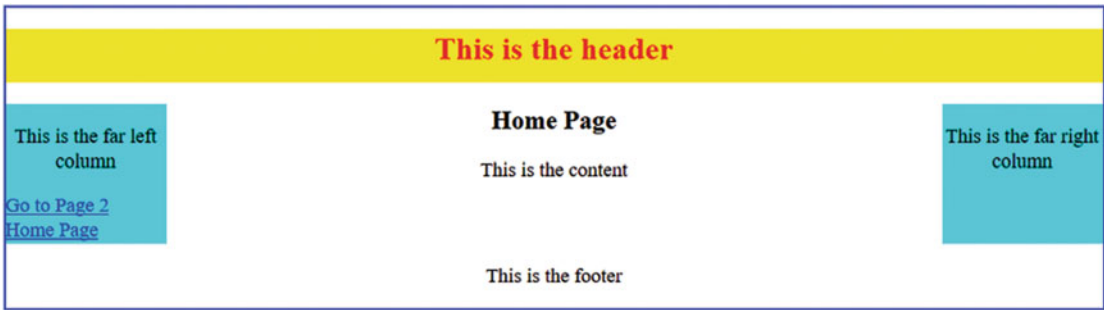 This is the header
This is the far left
column
Go to Page 2
Home Page
Home Page
This is the content
This is the far right
column
This is the footer